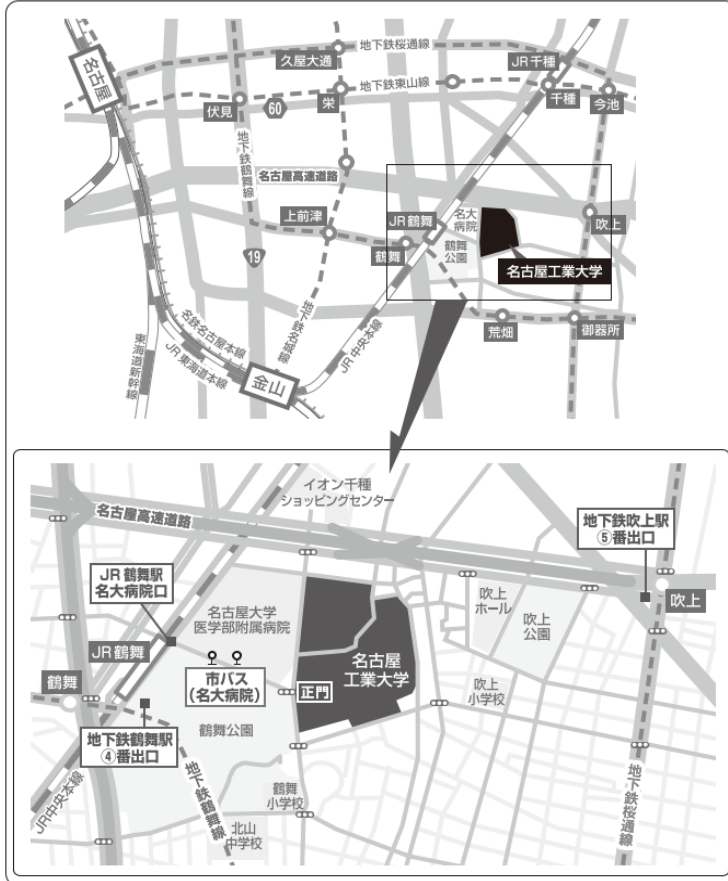 地下鉄桜通線
久屋大通
JR千種
名古屋
地下鉄東山線
千種
今池
伏見
60
栄
地下鉄鶴舞線
名古屋高速道路
上前津
JR鶴舞
名大
病院
吹上
鶴舞
鶴舞
公園
19
名古屋工業大学
荒畑
御器所
名鉄名古屋本線
地下鉄名城線
JR中央本線
JR東海道本線
東海道新幹線
金山
イオン千種
ショッピングセンター
名古屋高速道路
地下鉄吹上駅
⑤番出口
JR鶴舞駅
名大病院口
吹上
ホール
吹上
名古屋大学
医学部附属病院
吹上
公園
JR鶴舞
名古屋
工業大学
市バス
(名大病院)
正門
吹上
小学校
鶴舞
地下鉄鶴舞駅
④番出口
鶴舞公園
地下鉄鶴舞線
JR中央本線
鶴舞
小学校
地下鉄桜通線
北山
中学校